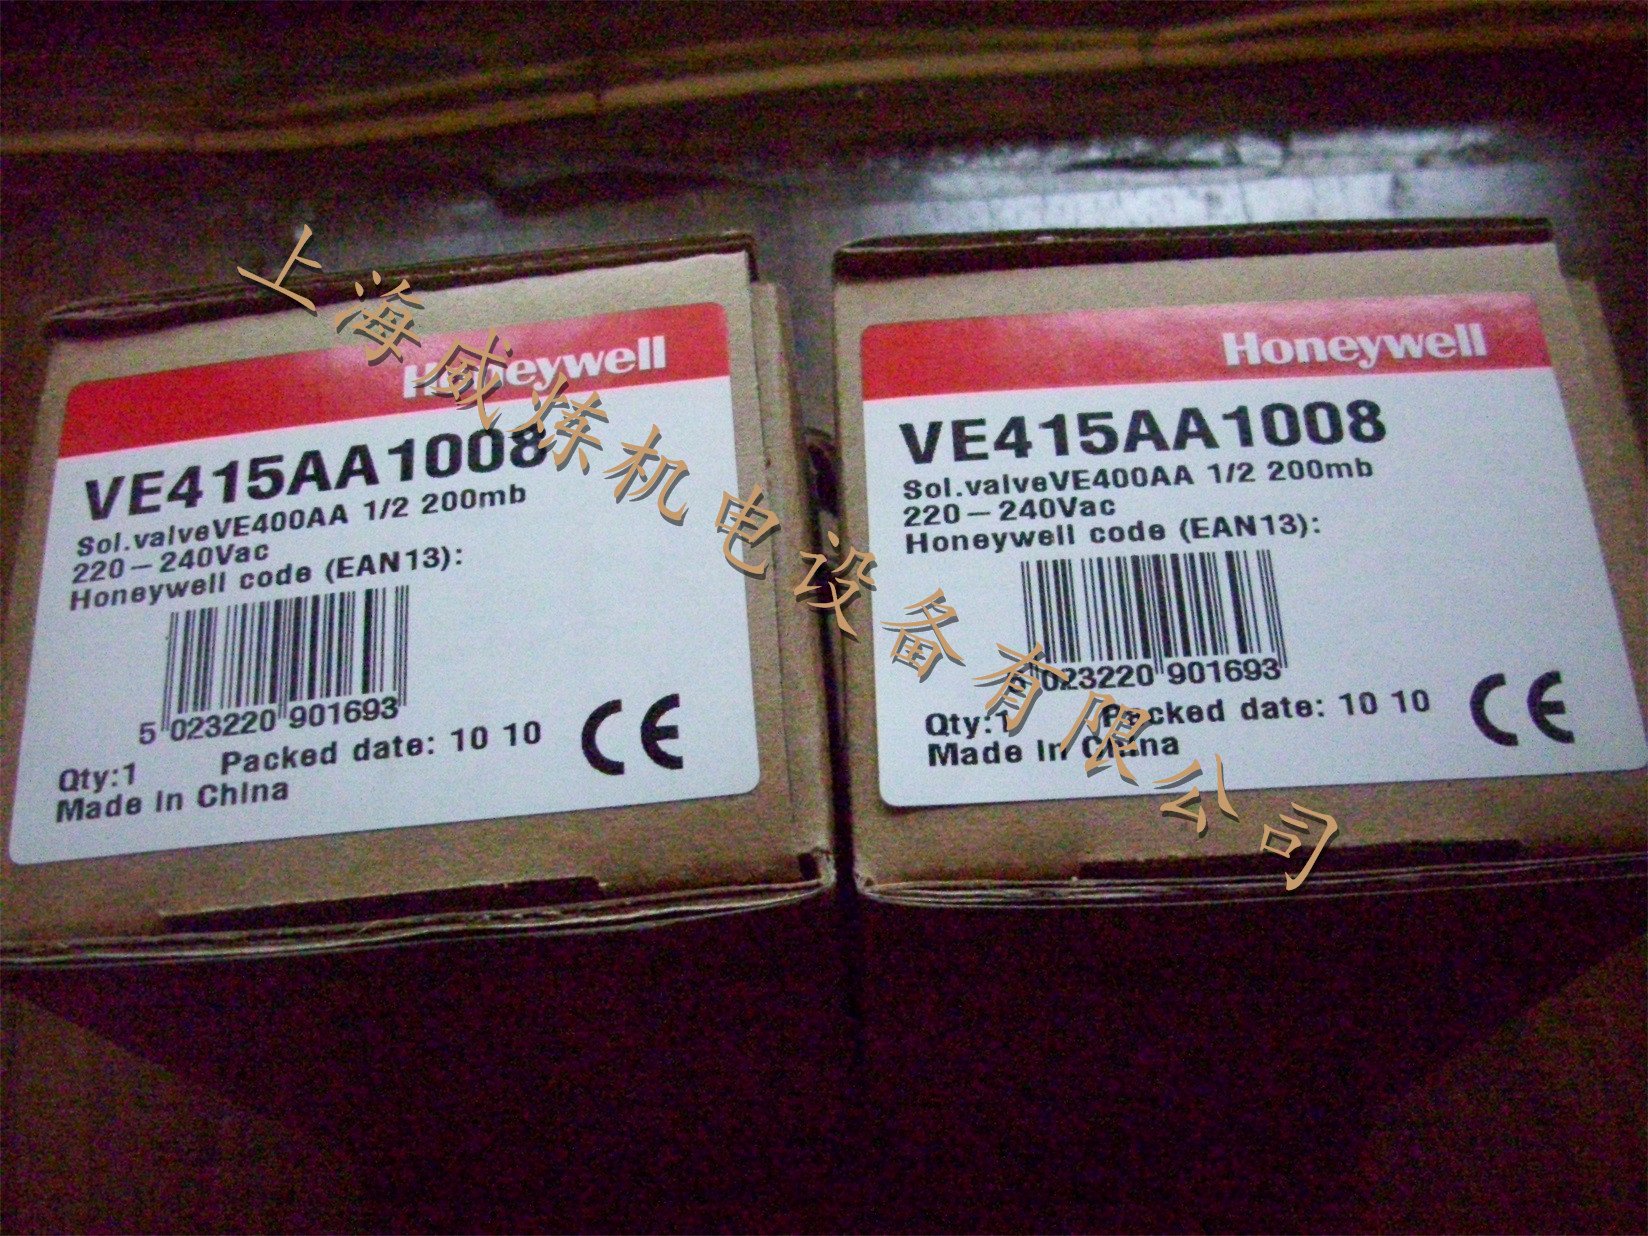 Honeywell
VE415AA1008
Sol.valveVE400AA 1/2 200mb
220-240Vac
Honeywell code (EAN13):
5 023220 901693
Qty:1 Packed date: 10 10
Made in China
CE
Honeywell
VE415AA1008
Sol.valveVE400AA 1/2 200mb
220-240Vac
Honeywell code (EAN13):
5 023220 901693
Qty:1 Packed date: 10 10
Made in China
CE
上海威炼机电设备有限公司